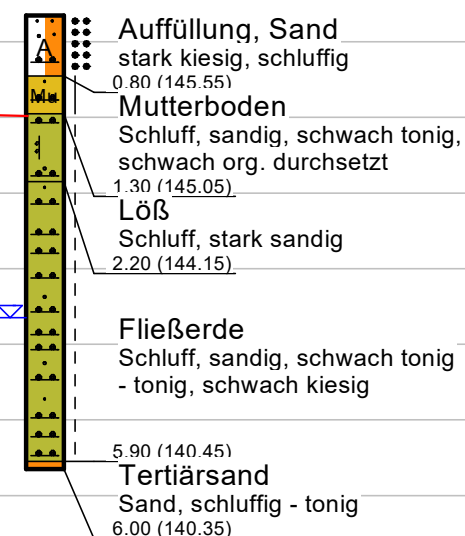 A
Auffüllung, Sand
stark kiesig, schluffig
0.80 (145.55)
Mu
Mutterboden
Schluff, sandig, schwach tonig,
schwach org. durchsetzt
1.30 (145.05)
Löß
Schluff, stark sandig
2.20 (144.15)
Fließerde
Schluff, sandig, schwach tonig
- tonig, schwach kiesig
5.90 (140.45)
Tertiärsand
Sand, schluffig - tonig
6.00 (140.35)